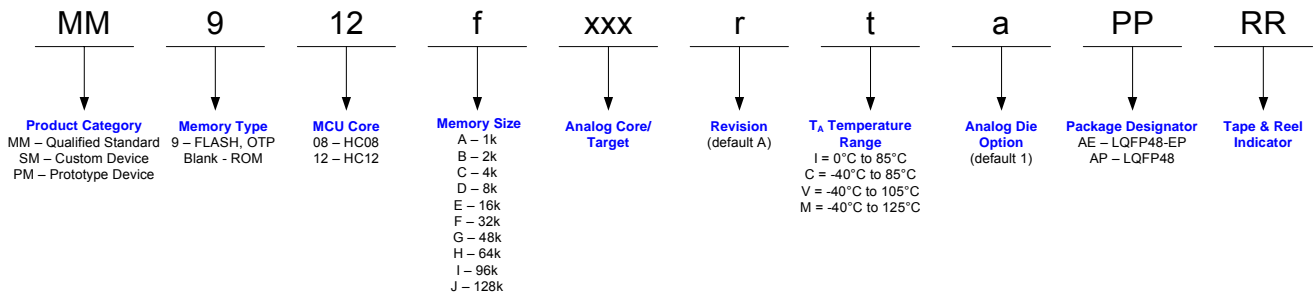 MM 9 12 f xxx r t a PP RR
Product Category
MM – Qualified Standard
SM – Custom Device
PM – Prototype Device
Memory Type
9 – FLASH, OTP
Blank - ROM
MCU Core
08 – HC08
12 – HC12
Memory Size
A – 1k
B – 2k
C – 4k
D – 8k
E – 16k
F – 32k
G – 48k
H – 64k
I – 96k
J – 128k
Analog Core/
Target
Revision
(default A)
TA Temperature
Range
I = 0°C to 85°C
C = -40°C to 85°C
V = -40°C to 105°C
M = -40°C to 125°C
Analog Die
Option
(default 1)
Package Designator
AE – LQFP48-EP
AP – LQFP48
Tape & Reel
Indicator